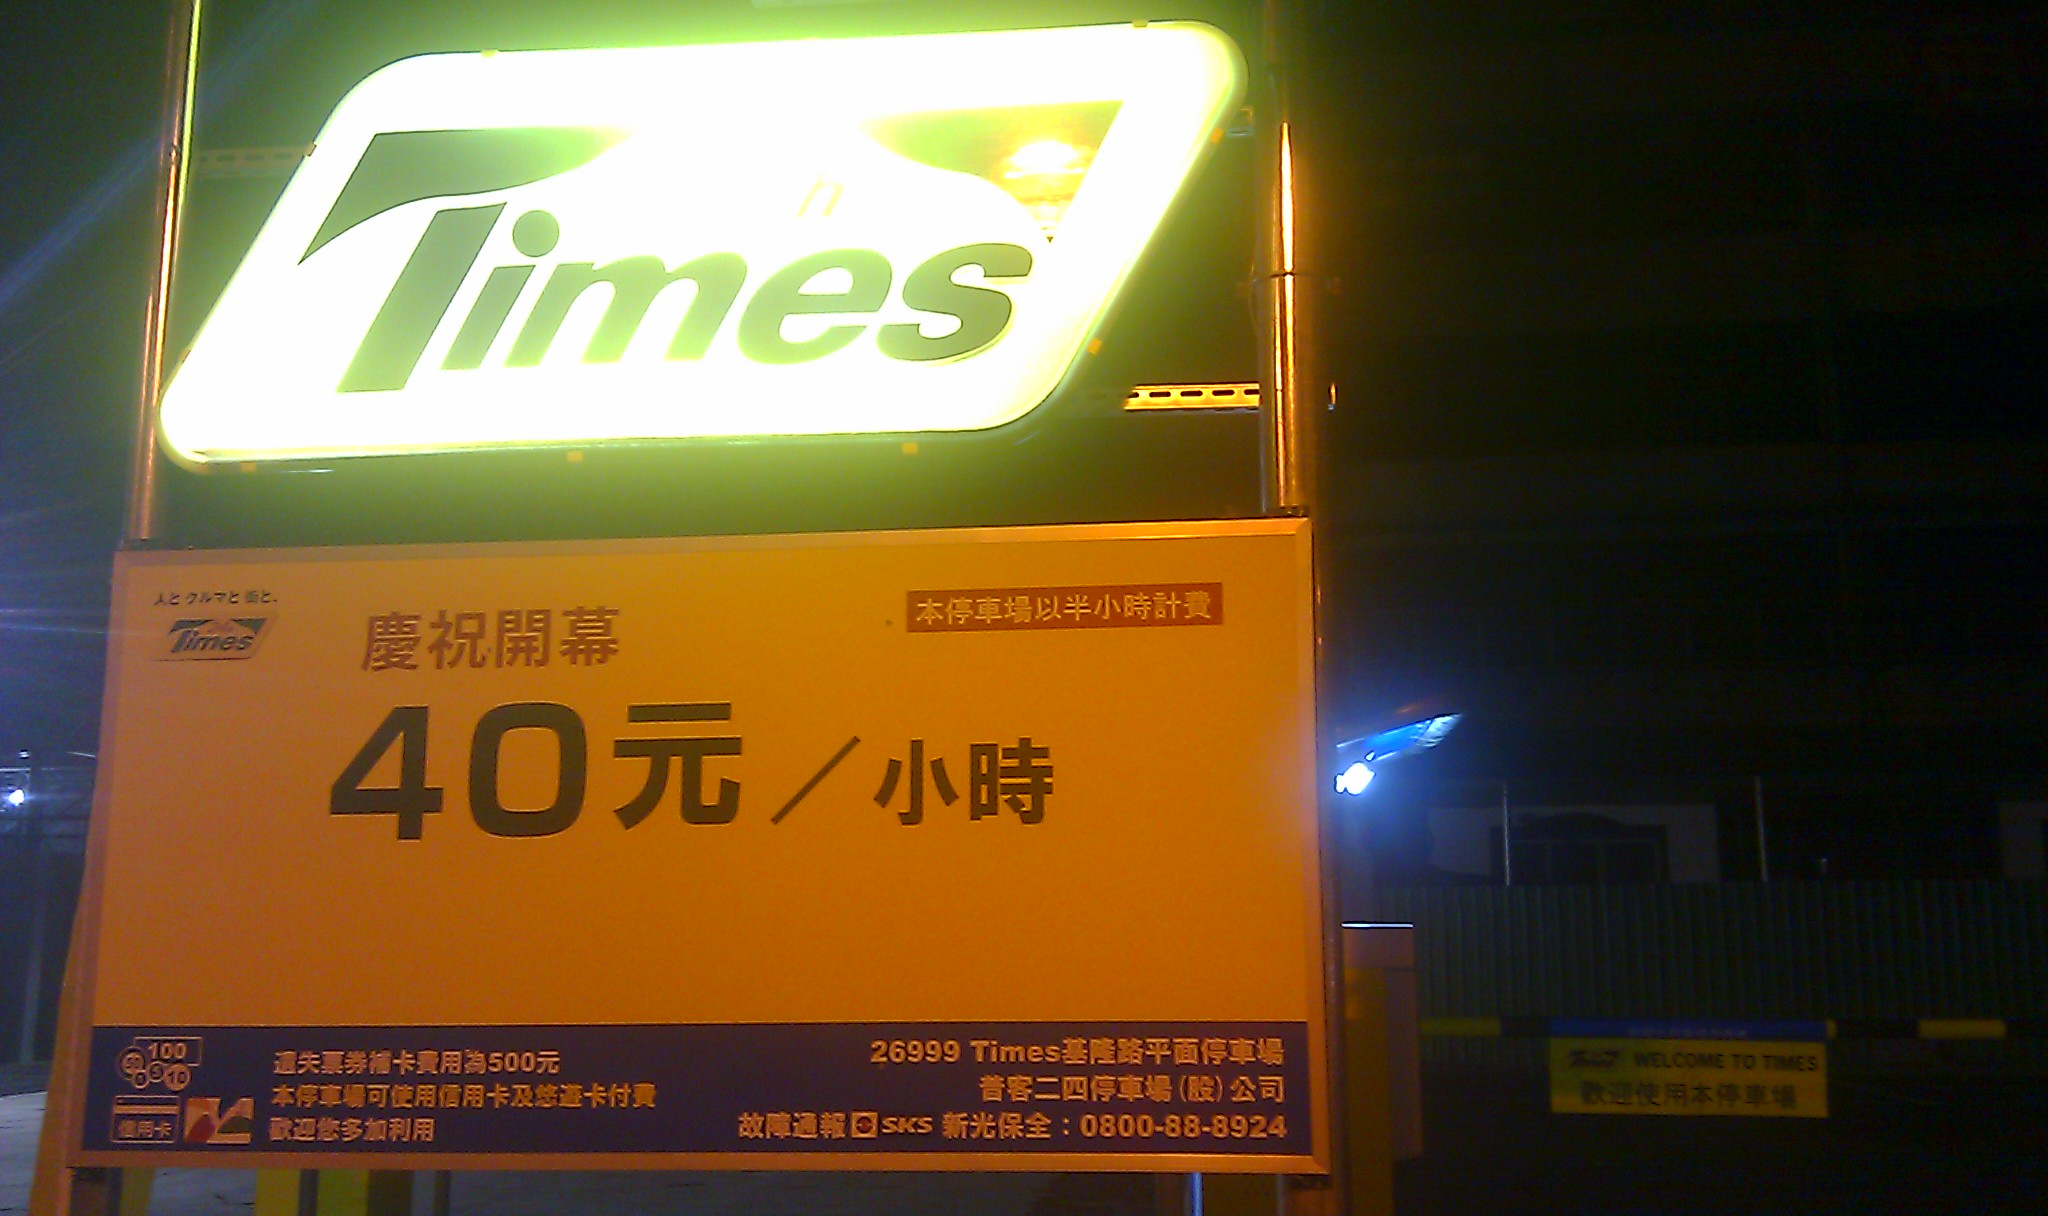 Times
人と クルマと 街と、
Times
慶祝開幕
本停車場以半小時計費
40元／小時
100
50
5
10
信用卡
遺失票券補卡費用為500元
本停車場可使用信用卡及悠遊卡付費
歡迎您多加利用
26999 Times基隆路平面停車場
普客二四停車場(股)公司
故障通報 SKS 新光保全：0800-88-8924
Times WELCOME TO TIMES
歡迎使用本停車場